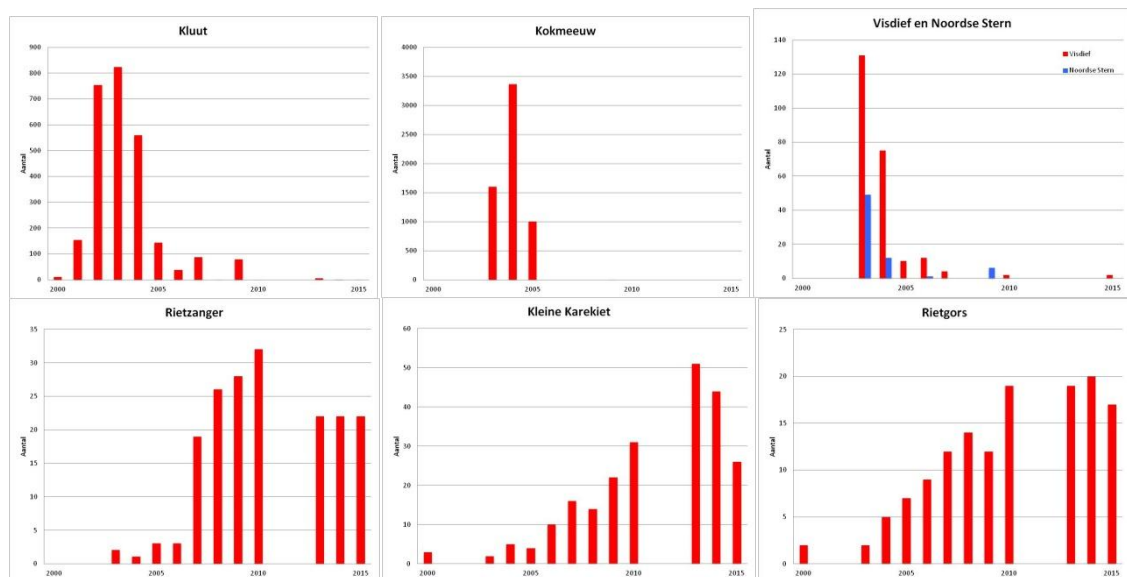 Kluut
900
800
700
600
500
400
300
200
100
0
Aantal
2000 2005 2010 2015
Kokmeeuw
4000
3500
3000
2500
2000
1500
1000
500
0
Aantal
2000 2005 2010 2015
Visdief en Noordse Stern
140
120
100
80
60
40
20
0
Aantal
Visdief
Noordse Stern
2000 2005 2010 2015
Rietzanger
35
30
25
20
15
10
5
0
Aantal
2000 2005 2010 2015
Kleine Karekiet
60
50
40
30
20
10
0
Aantal
2000 2005 2010 2015
Rietgors
25
20
15
10
5
0
Aantal
2000 2005 2010 2015